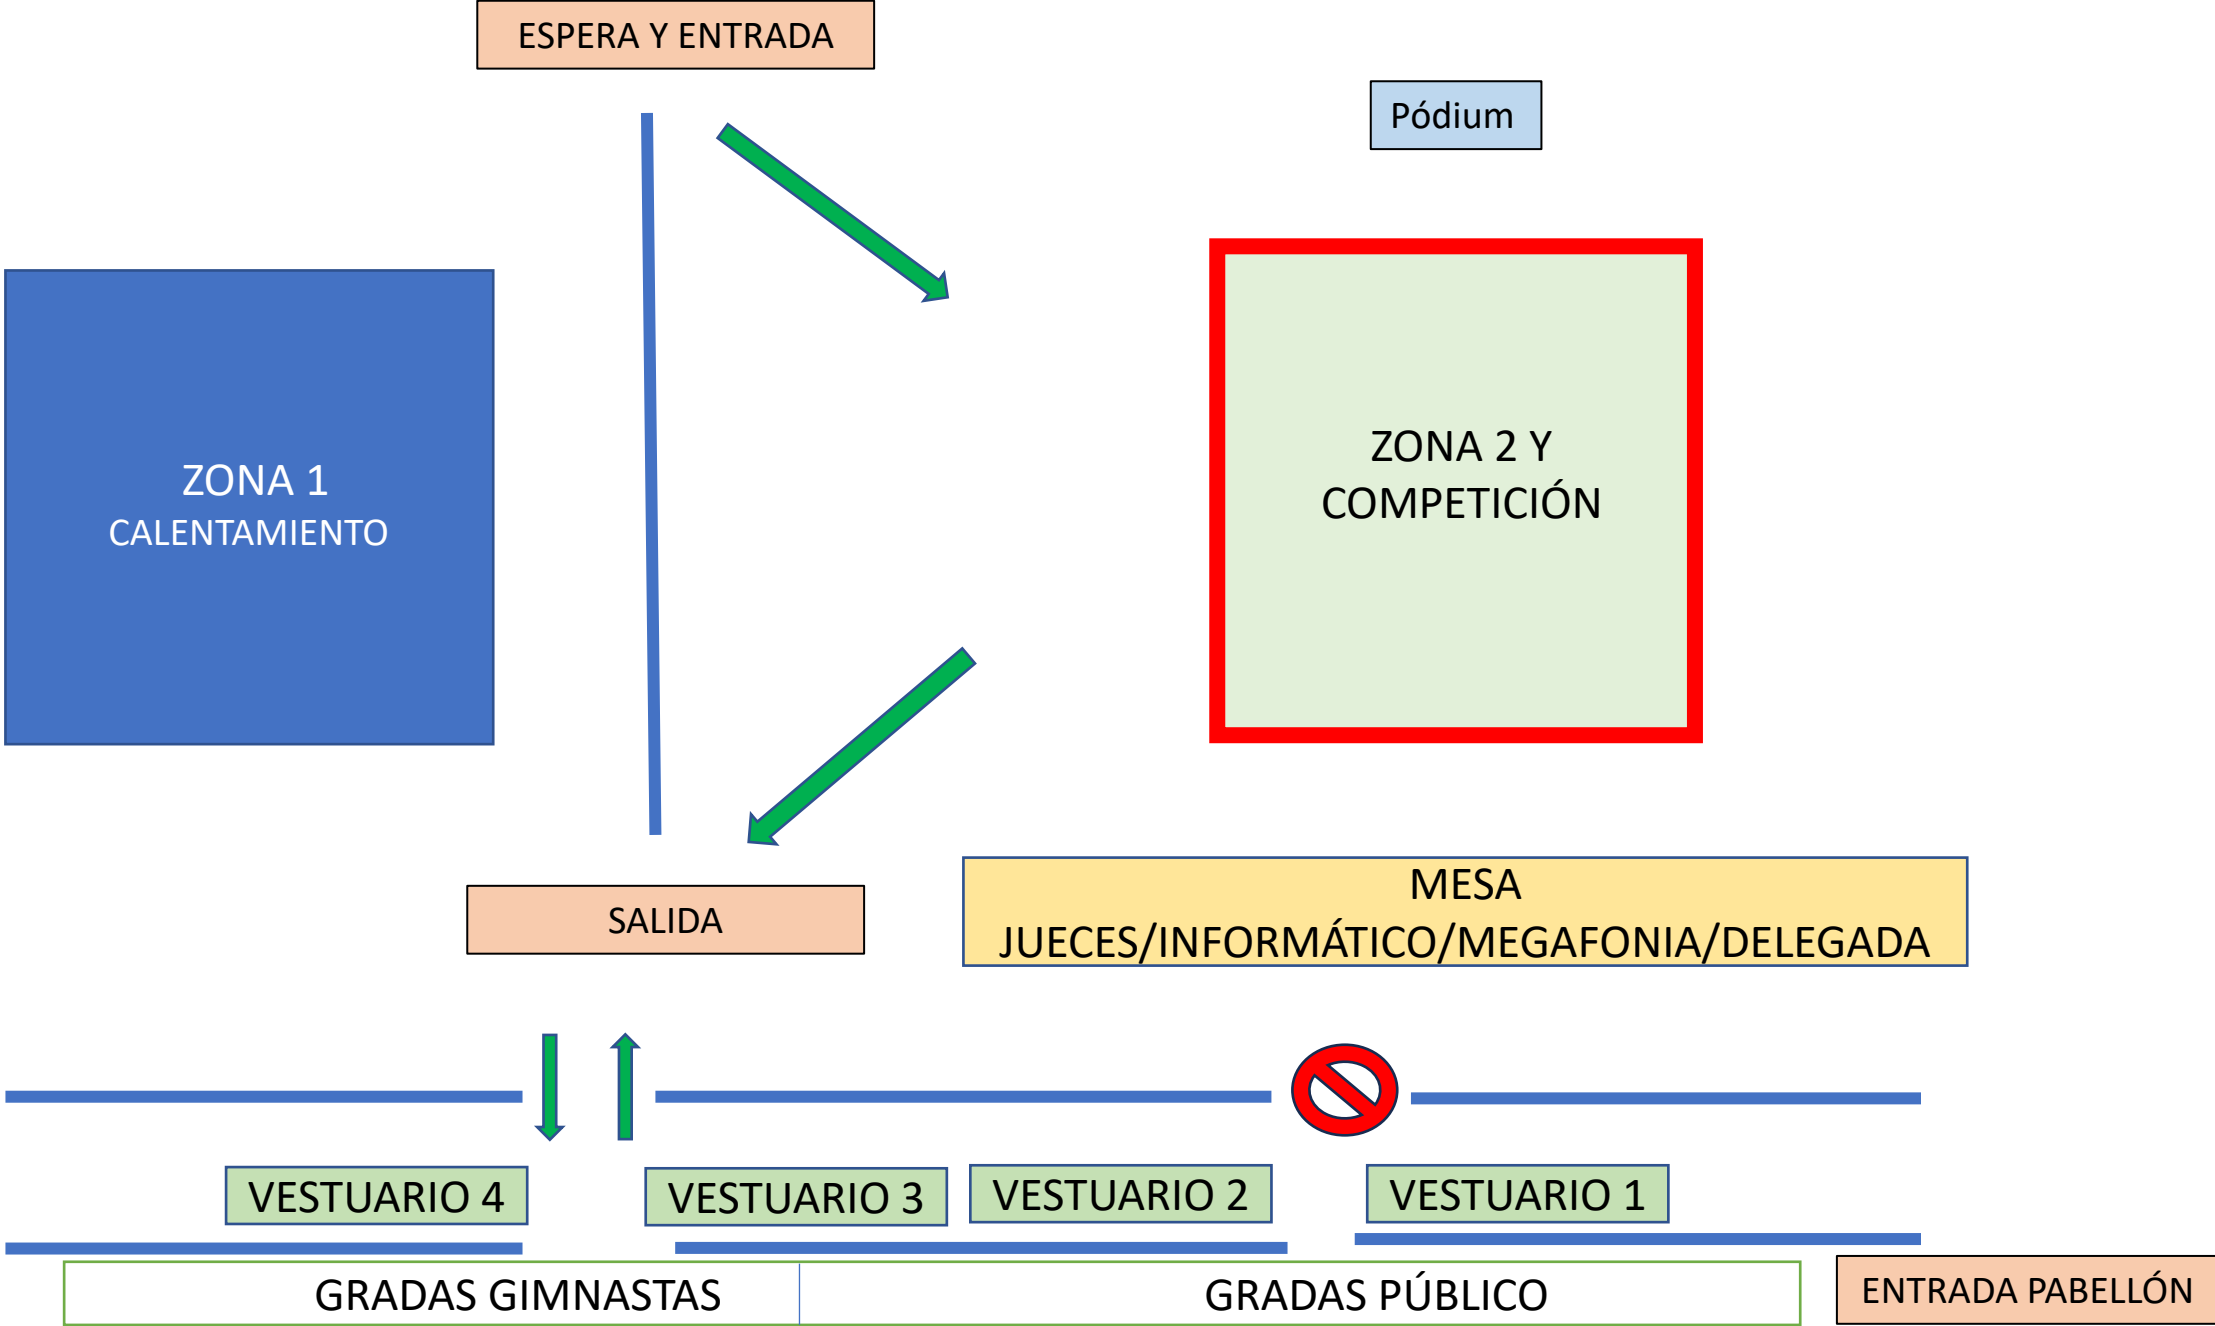 ESPERA Y ENTRADA
Pódium
ZONA 1
CALENTAMIENTO
ZONA 2 Y
COMPETICIÓN
SALIDA
MESA
JUECES/INFORMÁTICO/MEGAFONIA/DELEGADA
VESTUARIO 4
VESTUARIO 3
VESTUARIO 2
VESTUARIO 1
GRADAS GIMNASTAS
GRADAS PÚBLICO
ENTRADA PABELLÓN